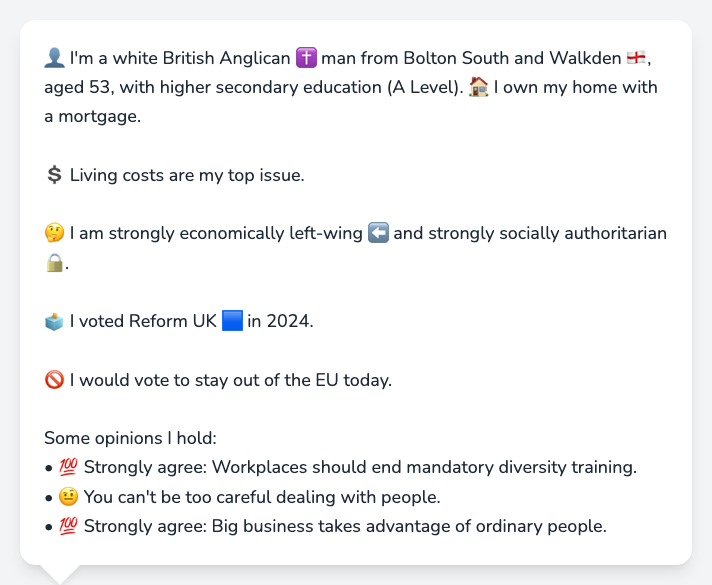 👤 I'm a white British Anglican ✝️ man from Bolton South and Walkden 🏴󠁧󠁢󠁥󠁮󠁧󠁿,
aged 53, with higher secondary education (A Level). 🏠 I own my home with
a mortgage.
💲 Living costs are my top issue.
🤔 I am strongly economically left-wing ⬅️ and strongly socially authoritarian
🔒.
🗳️ I voted Reform UK 🟦 in 2024.
🚫 I would vote to stay out of the EU today.
Some opinions I hold:
• 💯 Strongly agree: Workplaces should end mandatory diversity training.
• 🤨 You can't be too careful dealing with people.
• 💯 Strongly agree: Big business takes advantage of ordinary people.